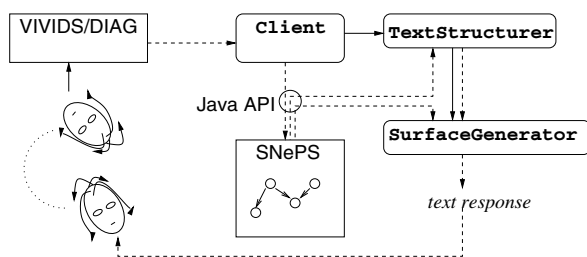 VIVIDS/DIAG
Client
TextStructurer
Java API
SNePS
SurfaceGenerator
text response